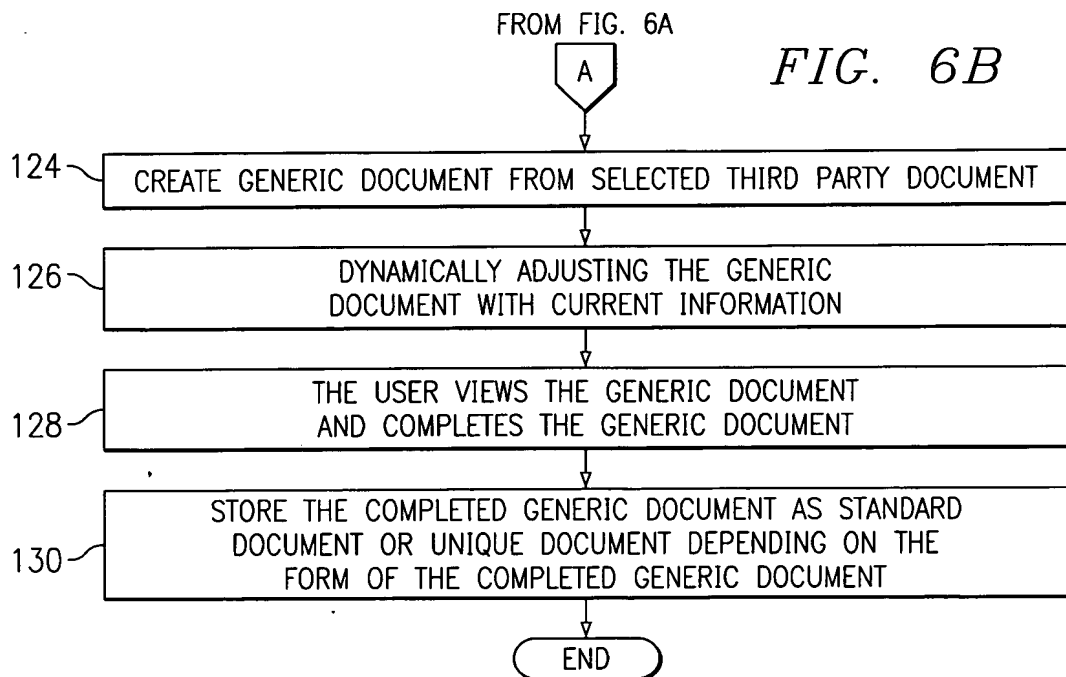 FROM FIG. 6A
A
FIG. 6B
124
CREATE GENERIC DOCUMENT FROM SELECTED THIRD PARTY DOCUMENT
126
DYNAMICALLY ADJUSTING THE GENERIC
DOCUMENT WITH CURRENT INFORMATION
128
THE USER VIEWS THE GENERIC DOCUMENT
AND COMPLETES THE GENERIC DOCUMENT
130
STORE THE COMPLETED GENERIC DOCUMENT AS STANDARD
DOCUMENT OR UNIQUE DOCUMENT DEPENDING ON THE
FORM OF THE COMPLETED GENERIC DOCUMENT
END